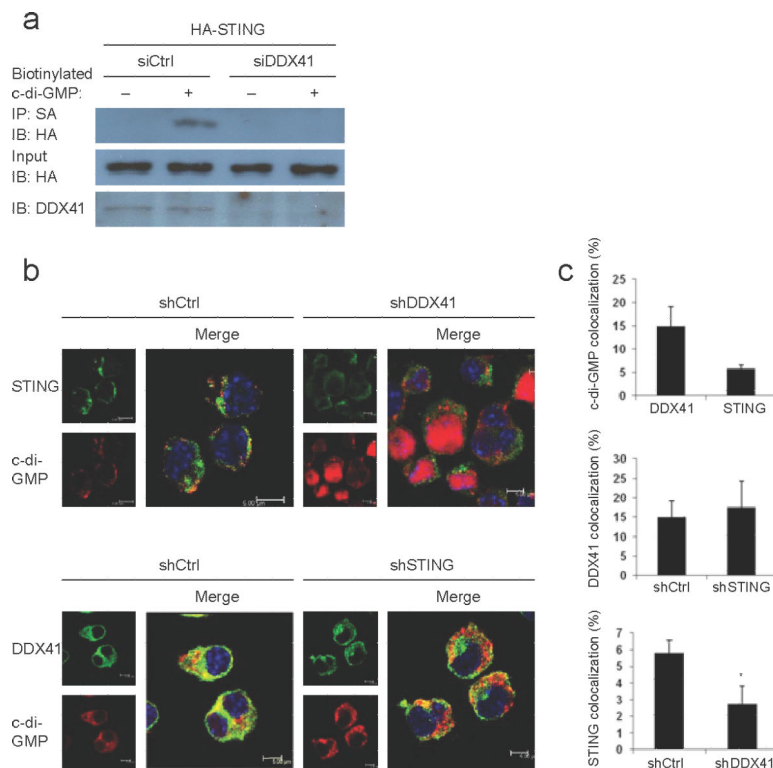 a
HA-STING
siCtrl siDDX41
Biotinylated
c-di-GMP: – + – +
IP: SA
IB: HA
Input
IB: HA
IB: DDX41
b
shCtrl shDDX41
Merge Merge
STING
c-di-
GMP
5.00 µm
shCtrl shSTING
Merge Merge
DDX41
c-di-
GMP
c
c-di-GMP colocalization (%)
25
20
15
10
5
0
DDX41 STING
DDX41 colocalization (%)
30
25
20
15
10
5
0
shCtrl shSTING
STING colocalization (%)
7
6
5
4
3
2
1
0
*
shCtrl shDDX41